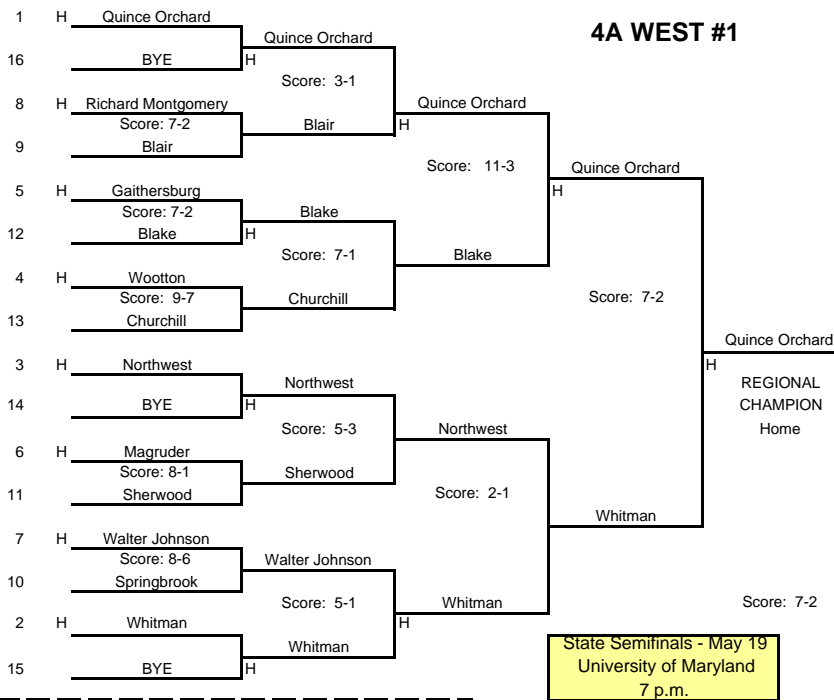 4A WEST #1
1 H Quince Orchard
Quince Orchard
16 BYE H
Score: 3-1
8 H Richard Montgomery
Quince Orchard
Score: 7-2
Blair H
9 Blair
Score: 11-3
Quince Orchard
5 H Gaithersburg
H
Score: 7-2
Blake
12 Blake H
Score: 7-1
Blake
4 H Wootton
Score: 9-7
Churchill
Score: 7-2
13 Churchill
Quince Orchard
3 H Northwest
H
Northwest
REGIONAL
CHAMPION
Home
14 BYE H
Score: 5-3
Northwest
6 H Magruder
Score: 8-1
Sherwood
11 Sherwood
Score: 2-1
Whitman
7 H Walter Johnson
Score: 8-6
Walter Johnson
10 Springbrook
Score: 5-1
Whitman
Score: 7-2
2 H Whitman
H
Whitman
15 BYE H
State Semifinals - May 19
University of Maryland
7 p.m.